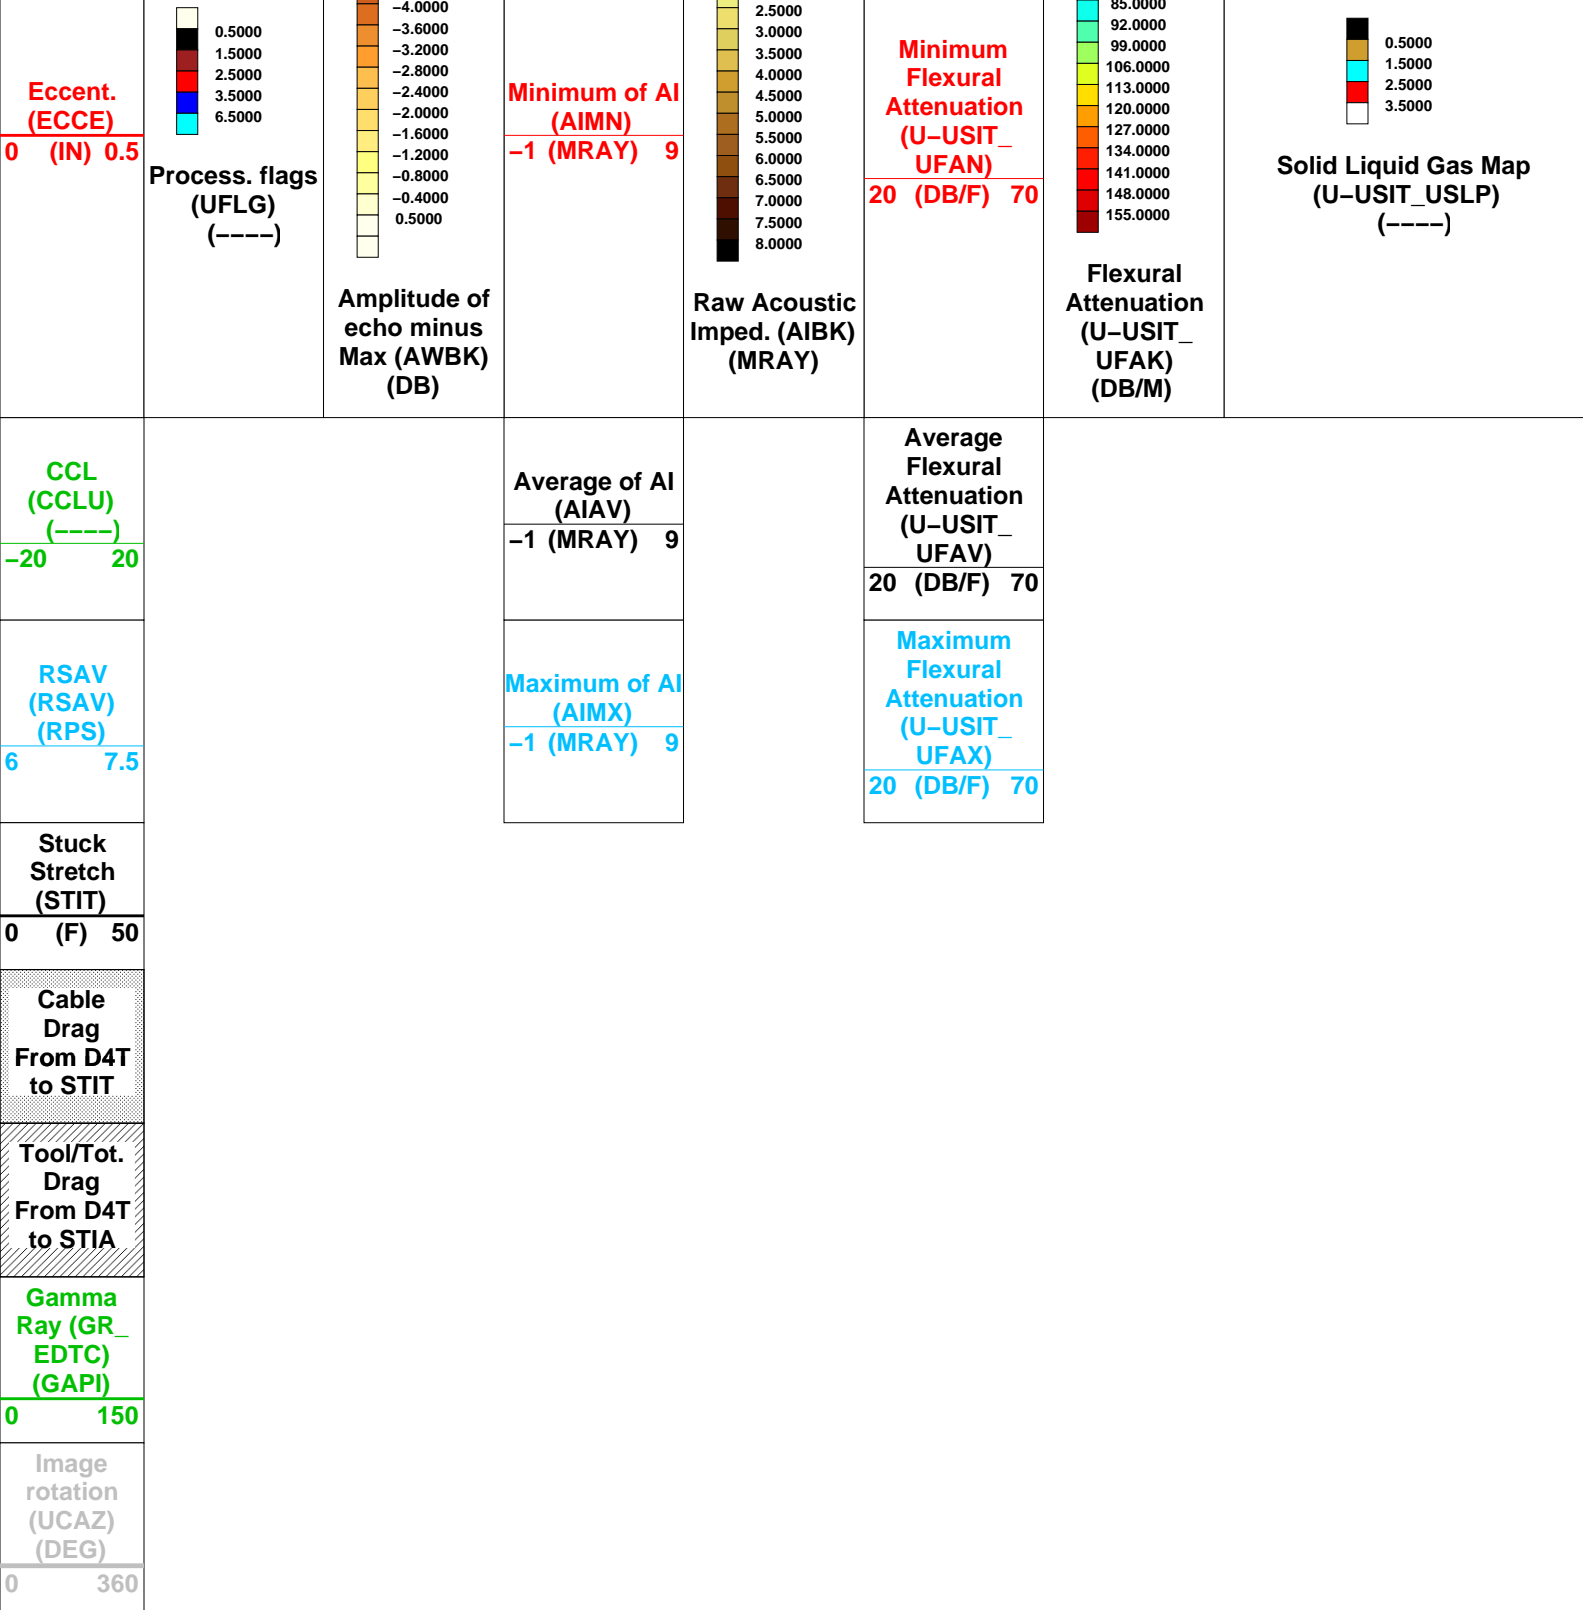 Eccent.
(ECCE)
0 (IN) 0.5
0.5000
1.5000
2.5000
3.5000
6.5000
Process. flags
(UFLG)
(----)
-4.0000
-3.6000
-3.2000
-2.8000
-2.4000
-2.0000
-1.6000
-1.2000
-0.8000
-0.4000
0.5000
Amplitude of
echo minus
Max (AWBK)
(DB)
Minimum of AI
(AIMN)
-1 (MRAY) 9
2.5000
3.0000
3.5000
4.0000
4.5000
5.0000
5.5000
6.0000
6.5000
7.0000
7.5000
8.0000
Raw Acoustic
Imped. (AIBK)
(MRAY)
Minimum
Flexural
Attenuation
(U-USIT_
UFAN)
20 (DB/F) 70
85.0000
92.0000
99.0000
106.0000
113.0000
120.0000
127.0000
134.0000
141.0000
148.0000
155.0000
Flexural
Attenuation
(U-USIT_
UFAK)
(DB/M)
0.5000
1.5000
2.5000
3.5000
Solid Liquid Gas Map
(U-USIT_USLP)
(----)
CCL
(CCLU)
(----)
-20 20
Average of AI
(AIAV)
-1 (MRAY) 9
Average
Flexural
Attenuation
(U-USIT_
UFAV)
20 (DB/F) 70
RSAV
(RSAV)
(RPS)
6 7.5
Maximum of AI
(AIMX)
-1 (MRAY) 9
Maximum
Flexural
Attenuation
(U-USIT_
UFAX)
20 (DB/F) 70
Stuck
Stretch
(STIT)
0 (F) 50
Cable
Drag
From D4T
to STIT
Tool/Tot.
Drag
From D4T
to STIA
Gamma
Ray (GR_
EDTC)
(GAPI)
0 150
Image
rotation
(UCAZ)
(DEG)
0 360